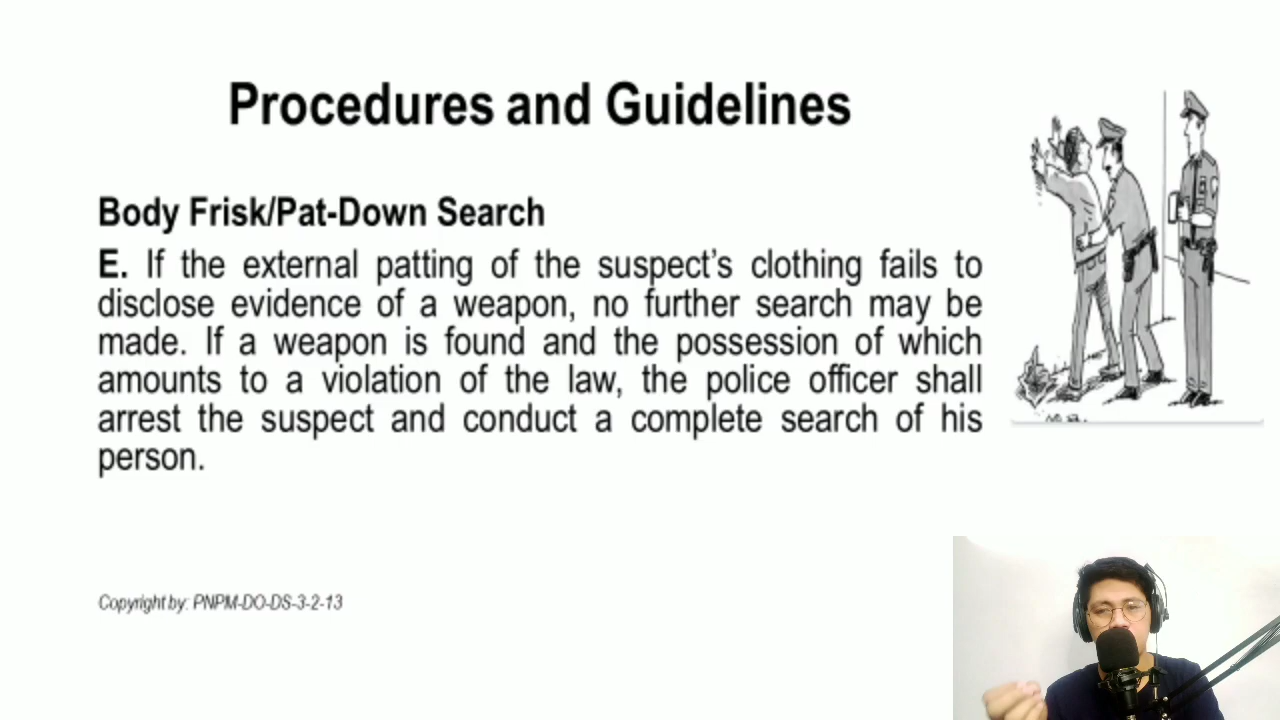 Procedures and Guidelines
Body Frisk/Pat-Down Search
E. If the external patting of the suspect's clothing fails to
disclose evidence of a weapon, no further search may be
made. If a weapon is found and the possession of which
amounts to a violation of the law, the police officer shall
arrest the suspect and conduct a complete search of his
person.
Copyright by: PNPM-DO-DS-3-2-13